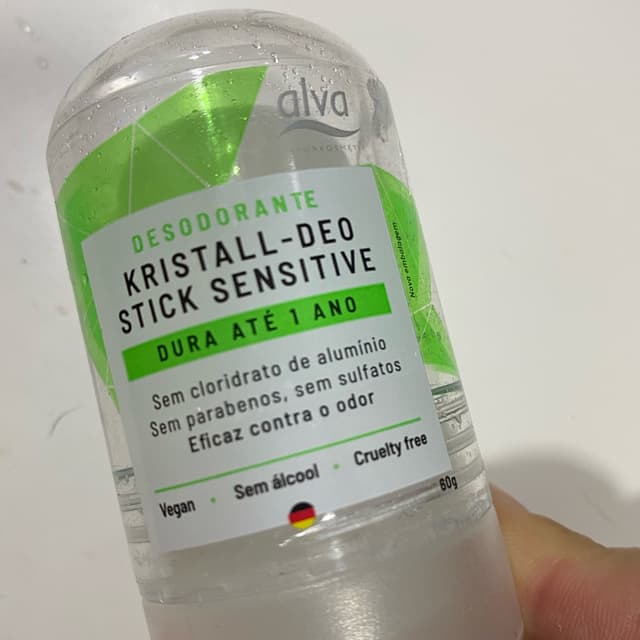 alva
DESODORANTE
KRISTALL-DEO
STICK SENSITIVE
DURA ATÉ 1 ANO
Sem cloridrato de alumínio
Sem parabenos, sem sulfatos
Eficaz contra o odor
Vegan • Sem álcool • Cruelty free
60g
Nova embalagem